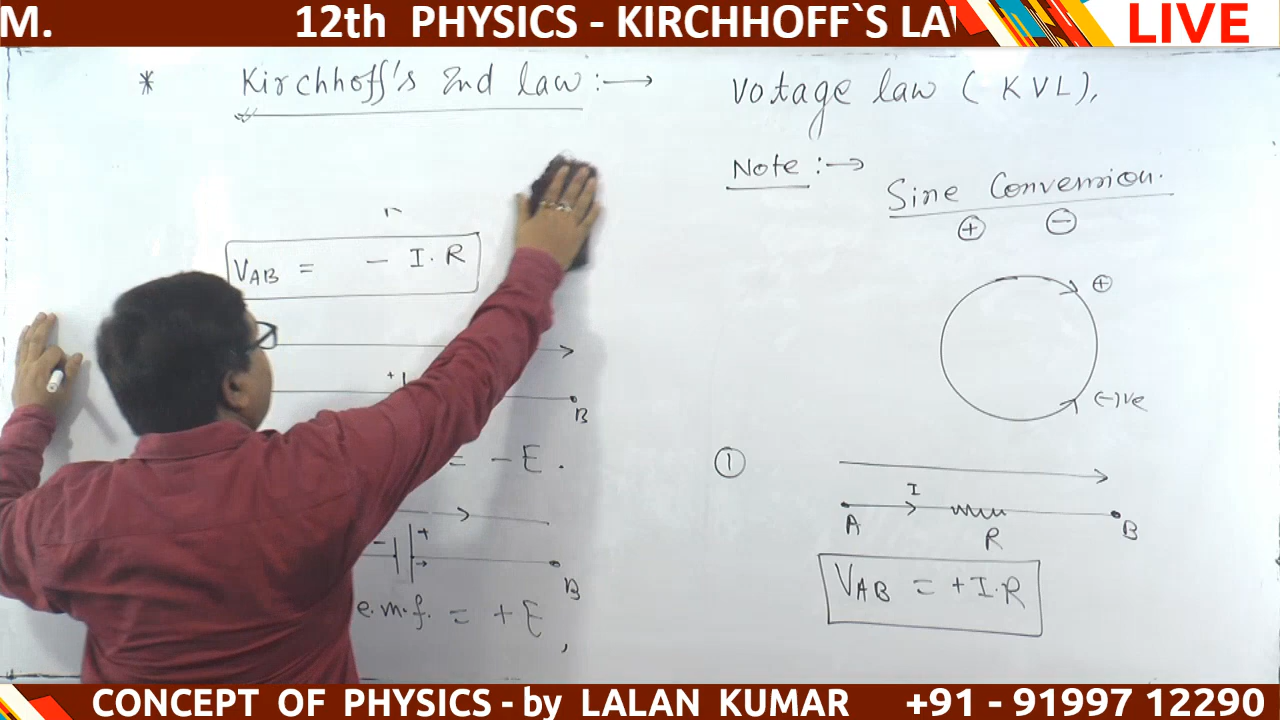 M. 12th PHYSICS - KIRCHHOFF`S LA
LIVE
* Kirchhoff's 2nd law :→ Votage law (KVL),
Note :→
Sine Convension.
⊕ ⊖
VAB = - I.R
⊕
(-)ve
+
B
= - E.
①
I
A B
R
VAB = + I.R
- +
B
e.m.f. = + E,
CONCEPT OF PHYSICS - by LALAN KUMAR +91 - 91997 12290